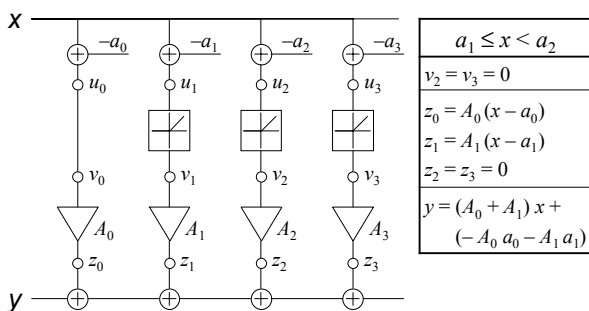 x
−a₀ −a₁ −a₂ −a₃
u₀ u₁ u₂ u₃
v₀ v₁ v₂ v₃
A₀ A₁ A₂ A₃
z₀ z₁ z₂ z₃
y
a₁ ≤ x < a₂
v₂ = v₃ = 0
z₀ = A₀ (x – a₀)
z₁ = A₁ (x – a₁)
z₂ = z₃ = 0
y = (A₀ + A₁) x +
(– A₀ a₀ – A₁ a₁)